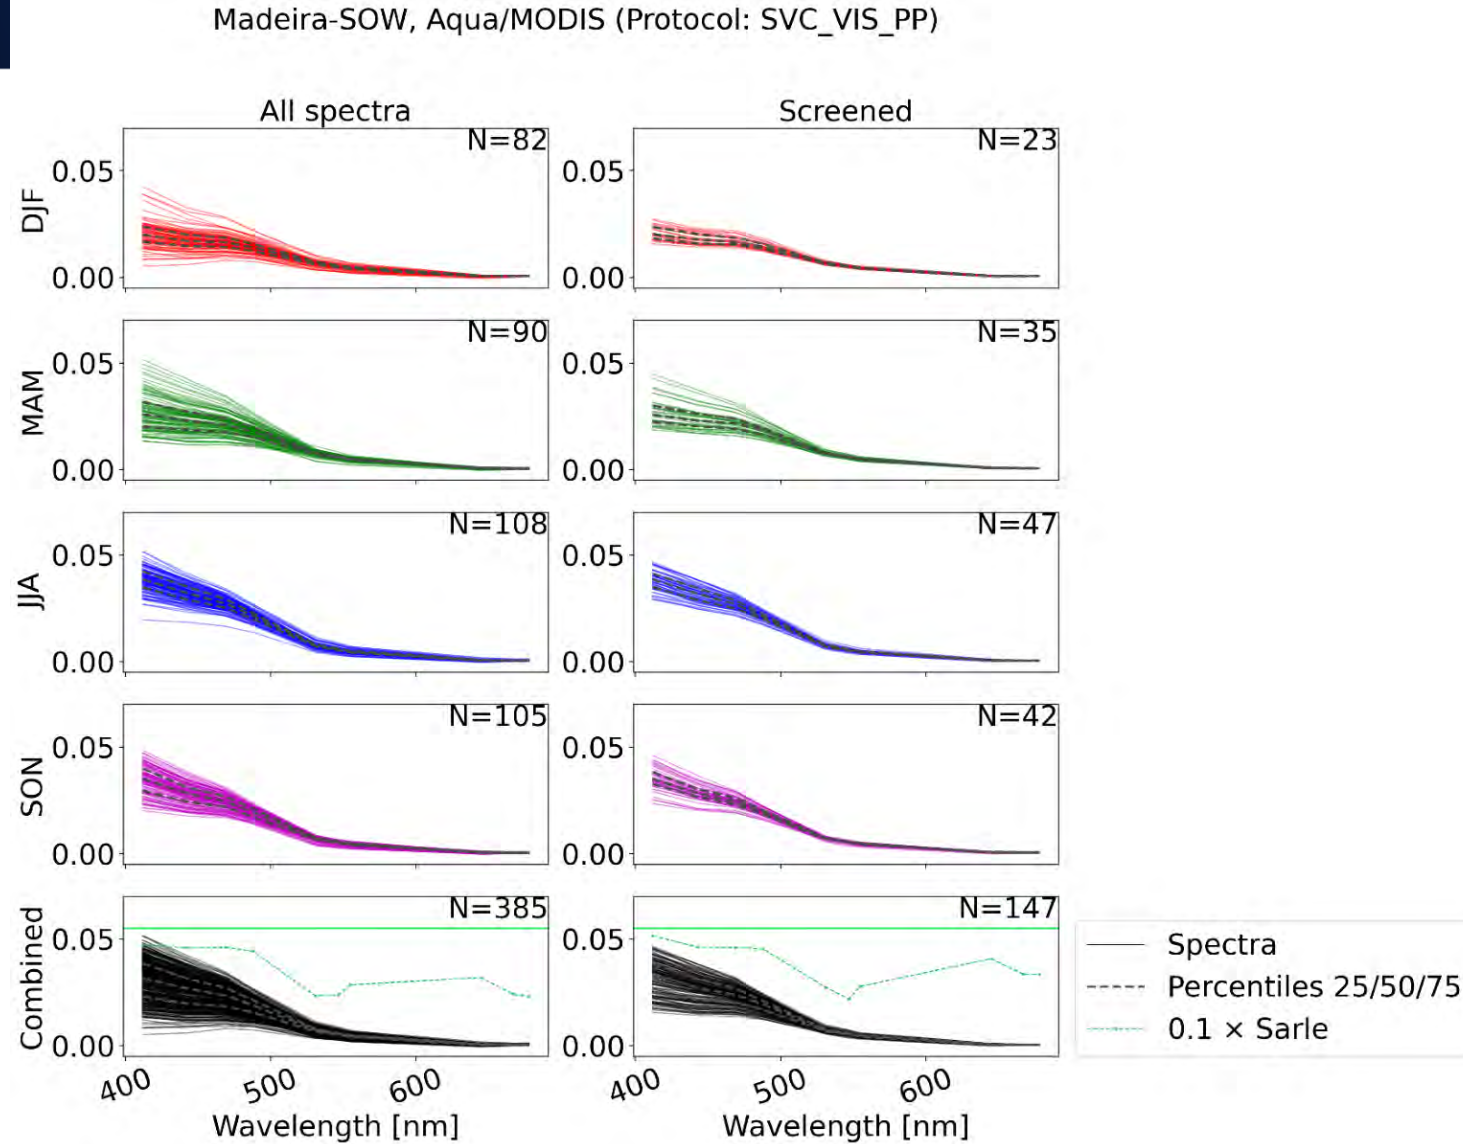 Madeira-SOW, Aqua/MODIS (Protocol: SVC_VIS_PP)
All spectra
Screened
DJF
0.05
0.00
N=82
0.05
0.00
N=23
MAM
0.05
0.00
N=90
0.05
0.00
N=35
JJA
0.05
0.00
N=108
0.05
0.00
N=47
SON
0.05
0.00
N=105
0.05
0.00
N=42
Combined
0.05
0.00
N=385
0.05
0.00
N=147
400 500 600
400 500 600
Wavelength [nm]
Wavelength [nm]
Spectra
Percentiles 25/50/75
0.1 × Sarle